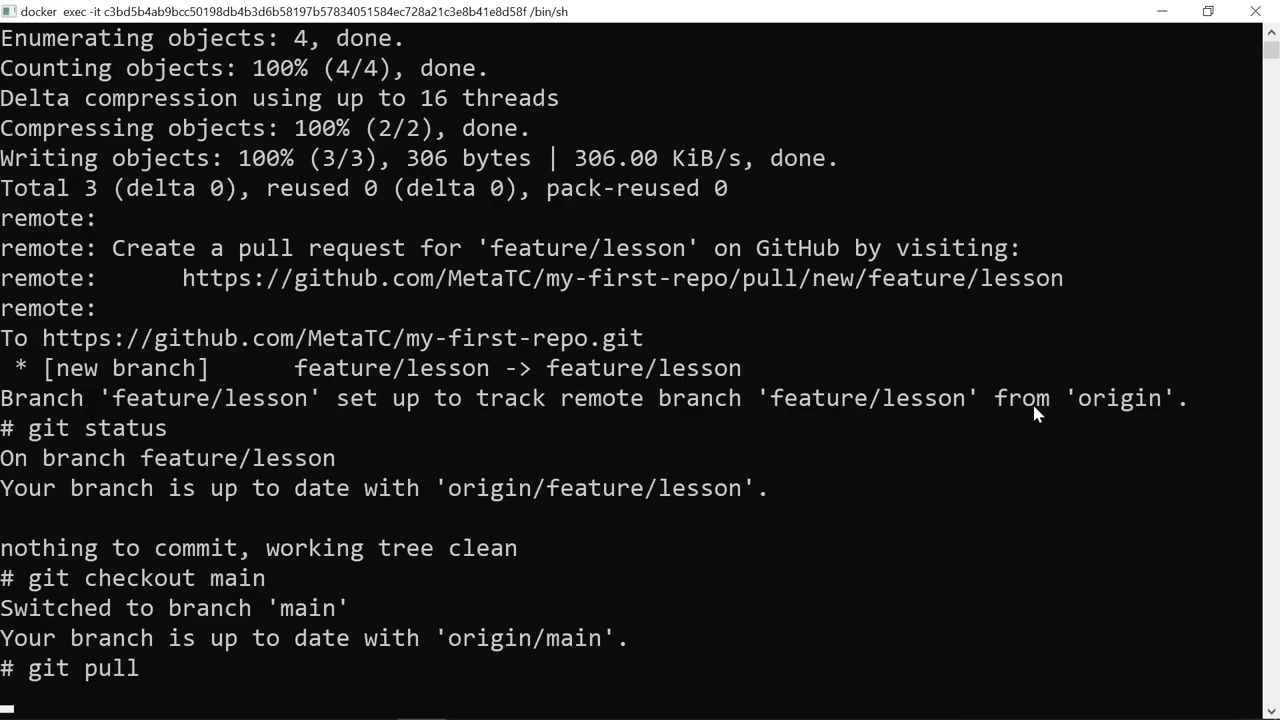 docker exec -it c3bd5b4ab9bcc50198db4b3d6b58197b57834051584ec728a21c3e8b41e8d58f /bin/sh
Enumerating objects: 4, done.
Counting objects: 100% (4/4), done.
Delta compression using up to 16 threads
Compressing objects: 100% (2/2), done.
Writing objects: 100% (3/3), 306 bytes | 306.00 KiB/s, done.
Total 3 (delta 0), reused 0 (delta 0), pack-reused 0
remote:
remote: Create a pull request for 'feature/lesson' on GitHub by visiting:
remote:      https://github.com/MetaTC/my-first-repo/pull/new/feature/lesson
remote:
To https://github.com/MetaTC/my-first-repo.git
 * [new branch]      feature/lesson -> feature/lesson
Branch 'feature/lesson' set up to track remote branch 'feature/lesson' from 'origin'.
# git status
On branch feature/lesson
Your branch is up to date with 'origin/feature/lesson'.

nothing to commit, working tree clean
# git checkout main
Switched to branch 'main'
Your branch is up to date with 'origin/main'.
# git pull